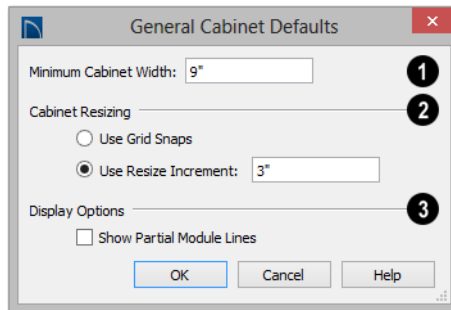 General Cabinet Defaults
Minimum Cabinet Width: 9" 1
Cabinet Resizing 2
Use Grid Snaps
Use Resize Increment: 3"
Display Options 3
Show Partial Module Lines
OK Cancel Help